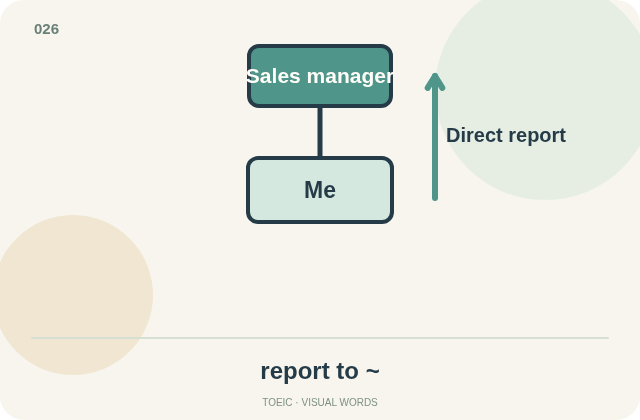 026
Sales manager
Direct report
Me
report to ~
TOEIC · VISUAL WORDS